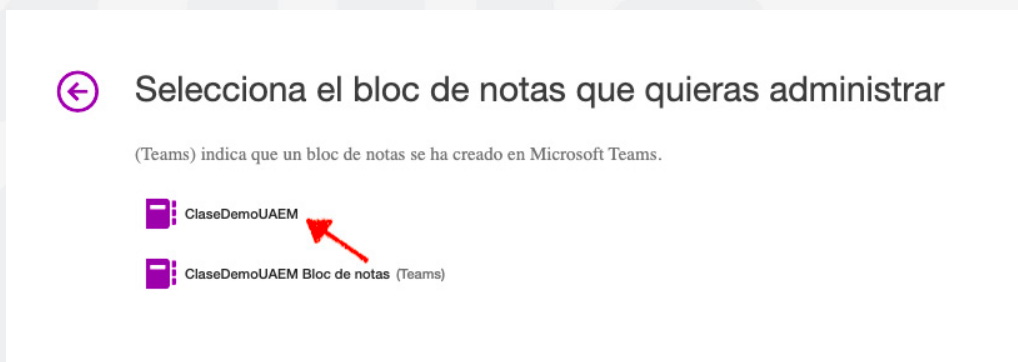 Selecciona el bloc de notas que quieras administrar
(Teams) indica que un bloc de notas se ha creado en Microsoft Teams.
ClaseDemoUAEM
ClaseDemoUAEM Bloc de notas (Teams)